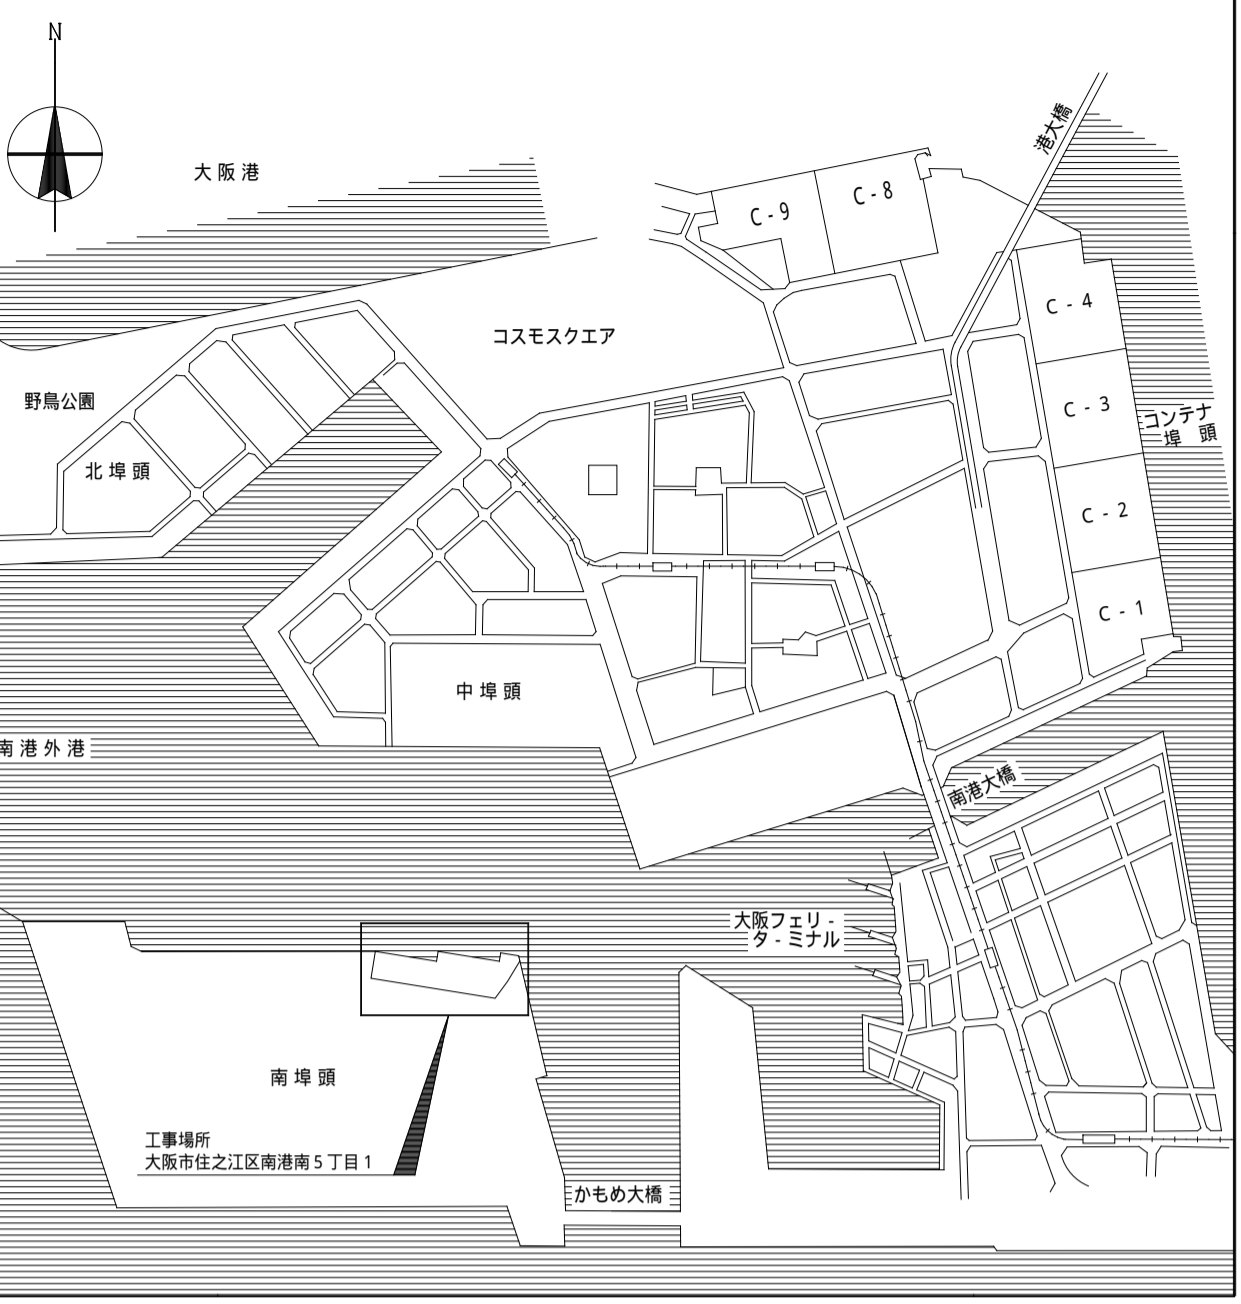 N
港大橋
大阪港
C - 9
C - 8
C - 4
コスモスクエア
野鳥公園
C - 3
コンテナ
埠 頭
北埠頭
C - 2
C - 1
中埠頭
南港外港
南港大橋
大阪フェリ -
タ - ミナル
南埠頭
工事場所
大阪市住之江区南港南5丁目1
かもめ大橋